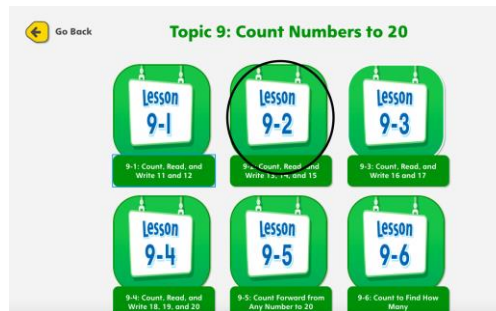 Go Back
Topic 9: Count Numbers to 20
Lesson
9-1
Lesson
9-2
Lesson
9-3
9-1: Count, Read, and
Write 11 and 12
9-2: Count, Read, and
Write 13, 14, and 15
9-3: Count, Read, and
Write 16 and 17
Lesson
9-4
Lesson
9-5
Lesson
9-6
9-4: Count, Read, and
Write 18, 19, and 20
9-5: Count Forward from
Any Number to 20
9-6: Count to Find How
Many